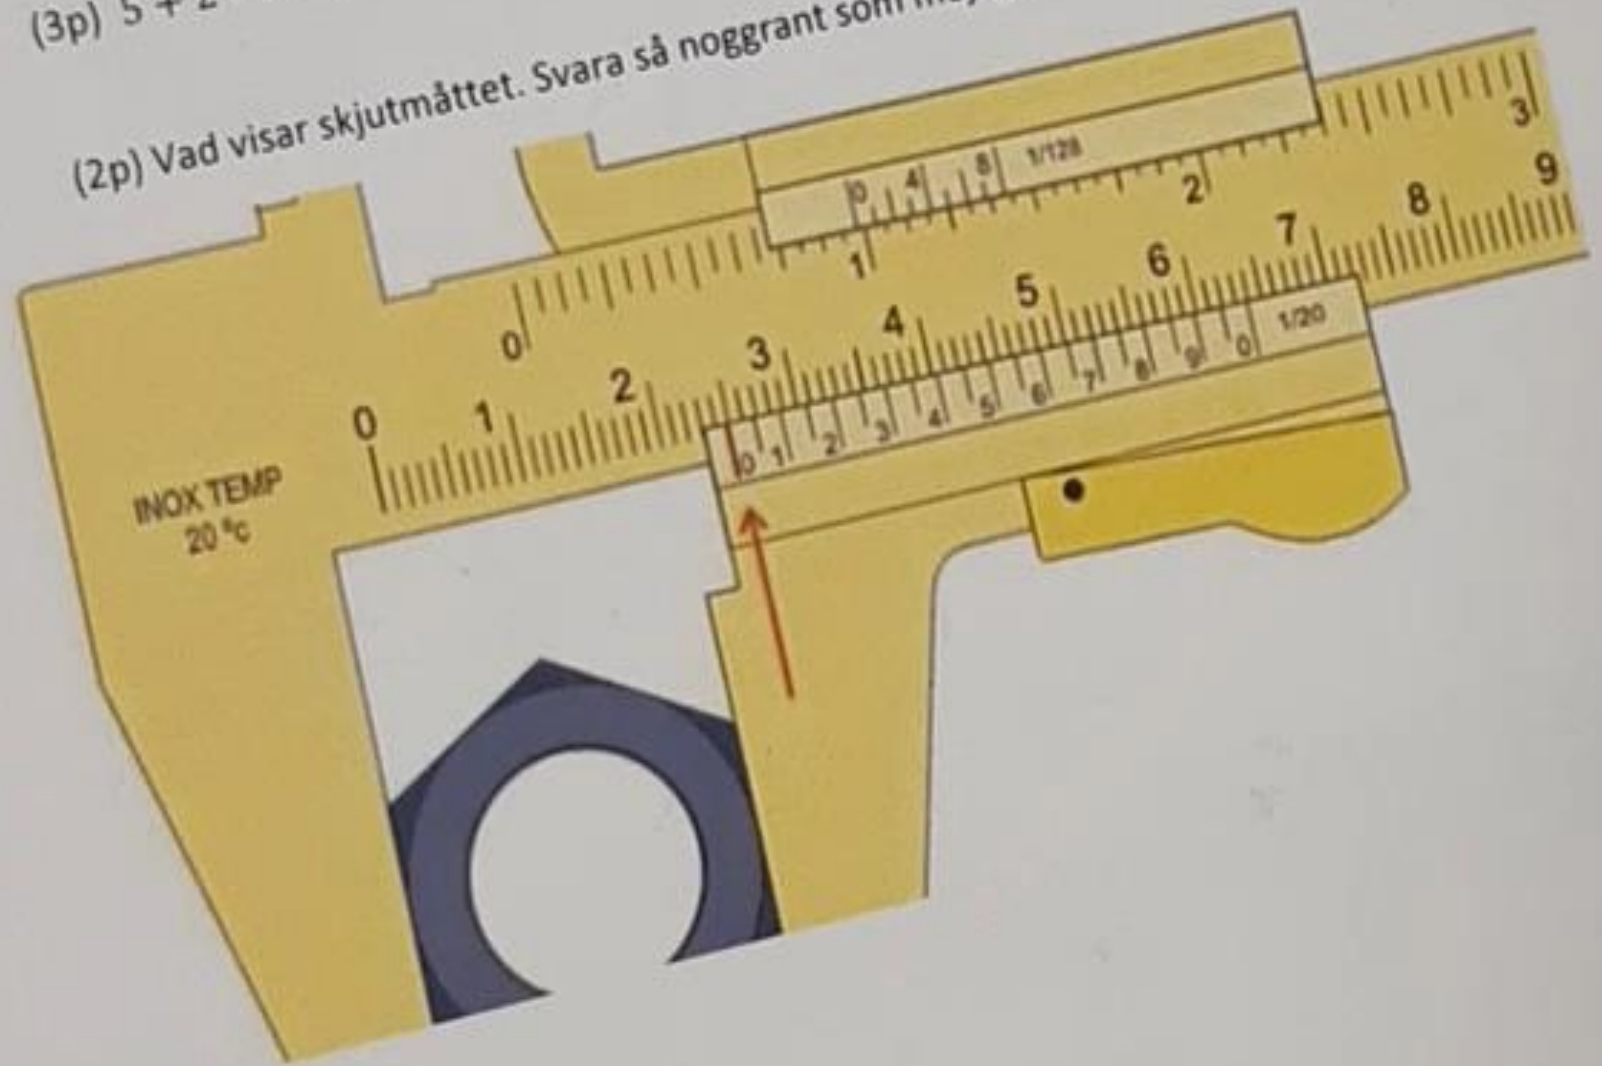 (3p) 5 +
(2p) Vad visar skjutmåttet. Svara så noggrant som
0 4 8 1/128
0 1 2 3
0 1 2 3 4 5 6 7 8 9
0 1 2 3 4 5 6 7 8 9 0 1/20
INOX TEMP
20 °c